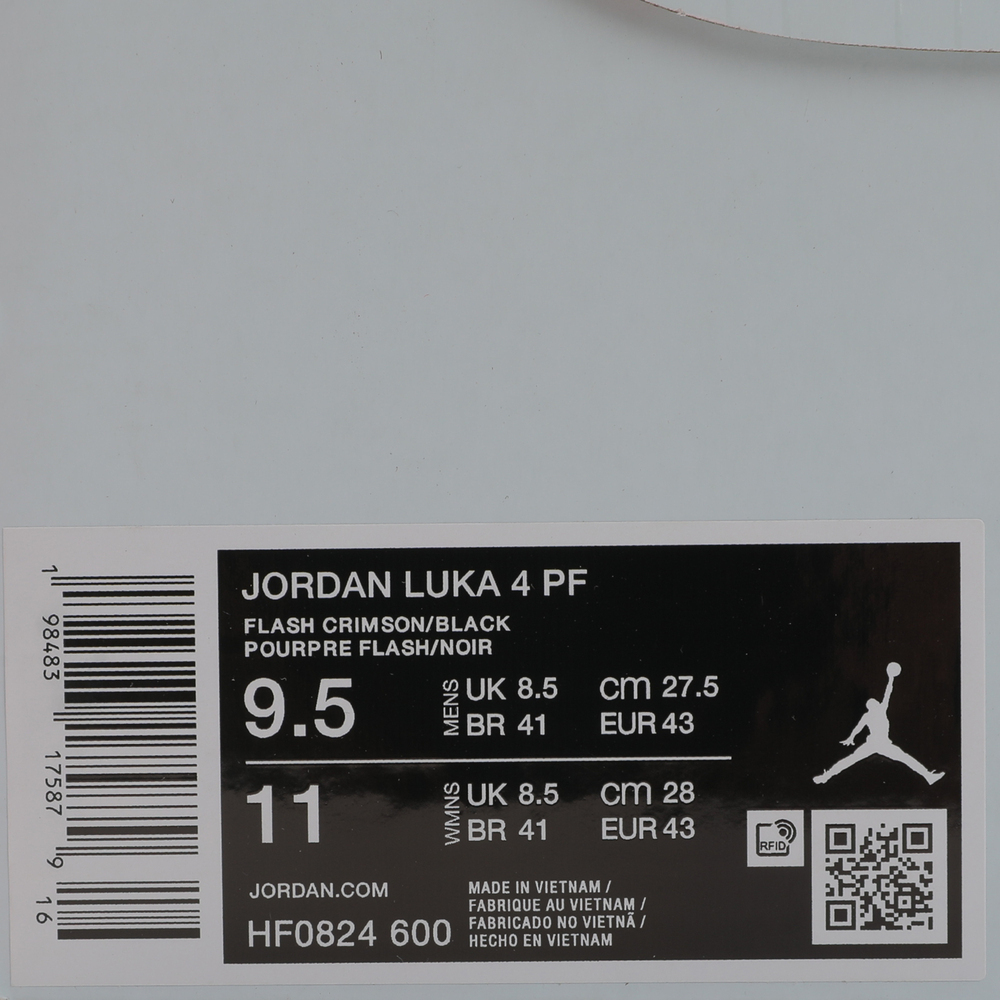 JORDAN LUKA 4 PF
FLASH CRIMSON/BLACK
POURPRE FLASH/NOIR
9.5
MENS
UK 8.5
cm 27.5
BR 41
EUR 43
11
WMNS
UK 8.5
cm 28
BR 41
EUR 43
RFID
JORDAN.COM
HF0824 600
MADE IN VIETNAM /
FABRIQUE AU VIETNAM /
FABRICADO NO VIETNÃ /
HECHO EN VIETNAM
1 98483 17587 9 16